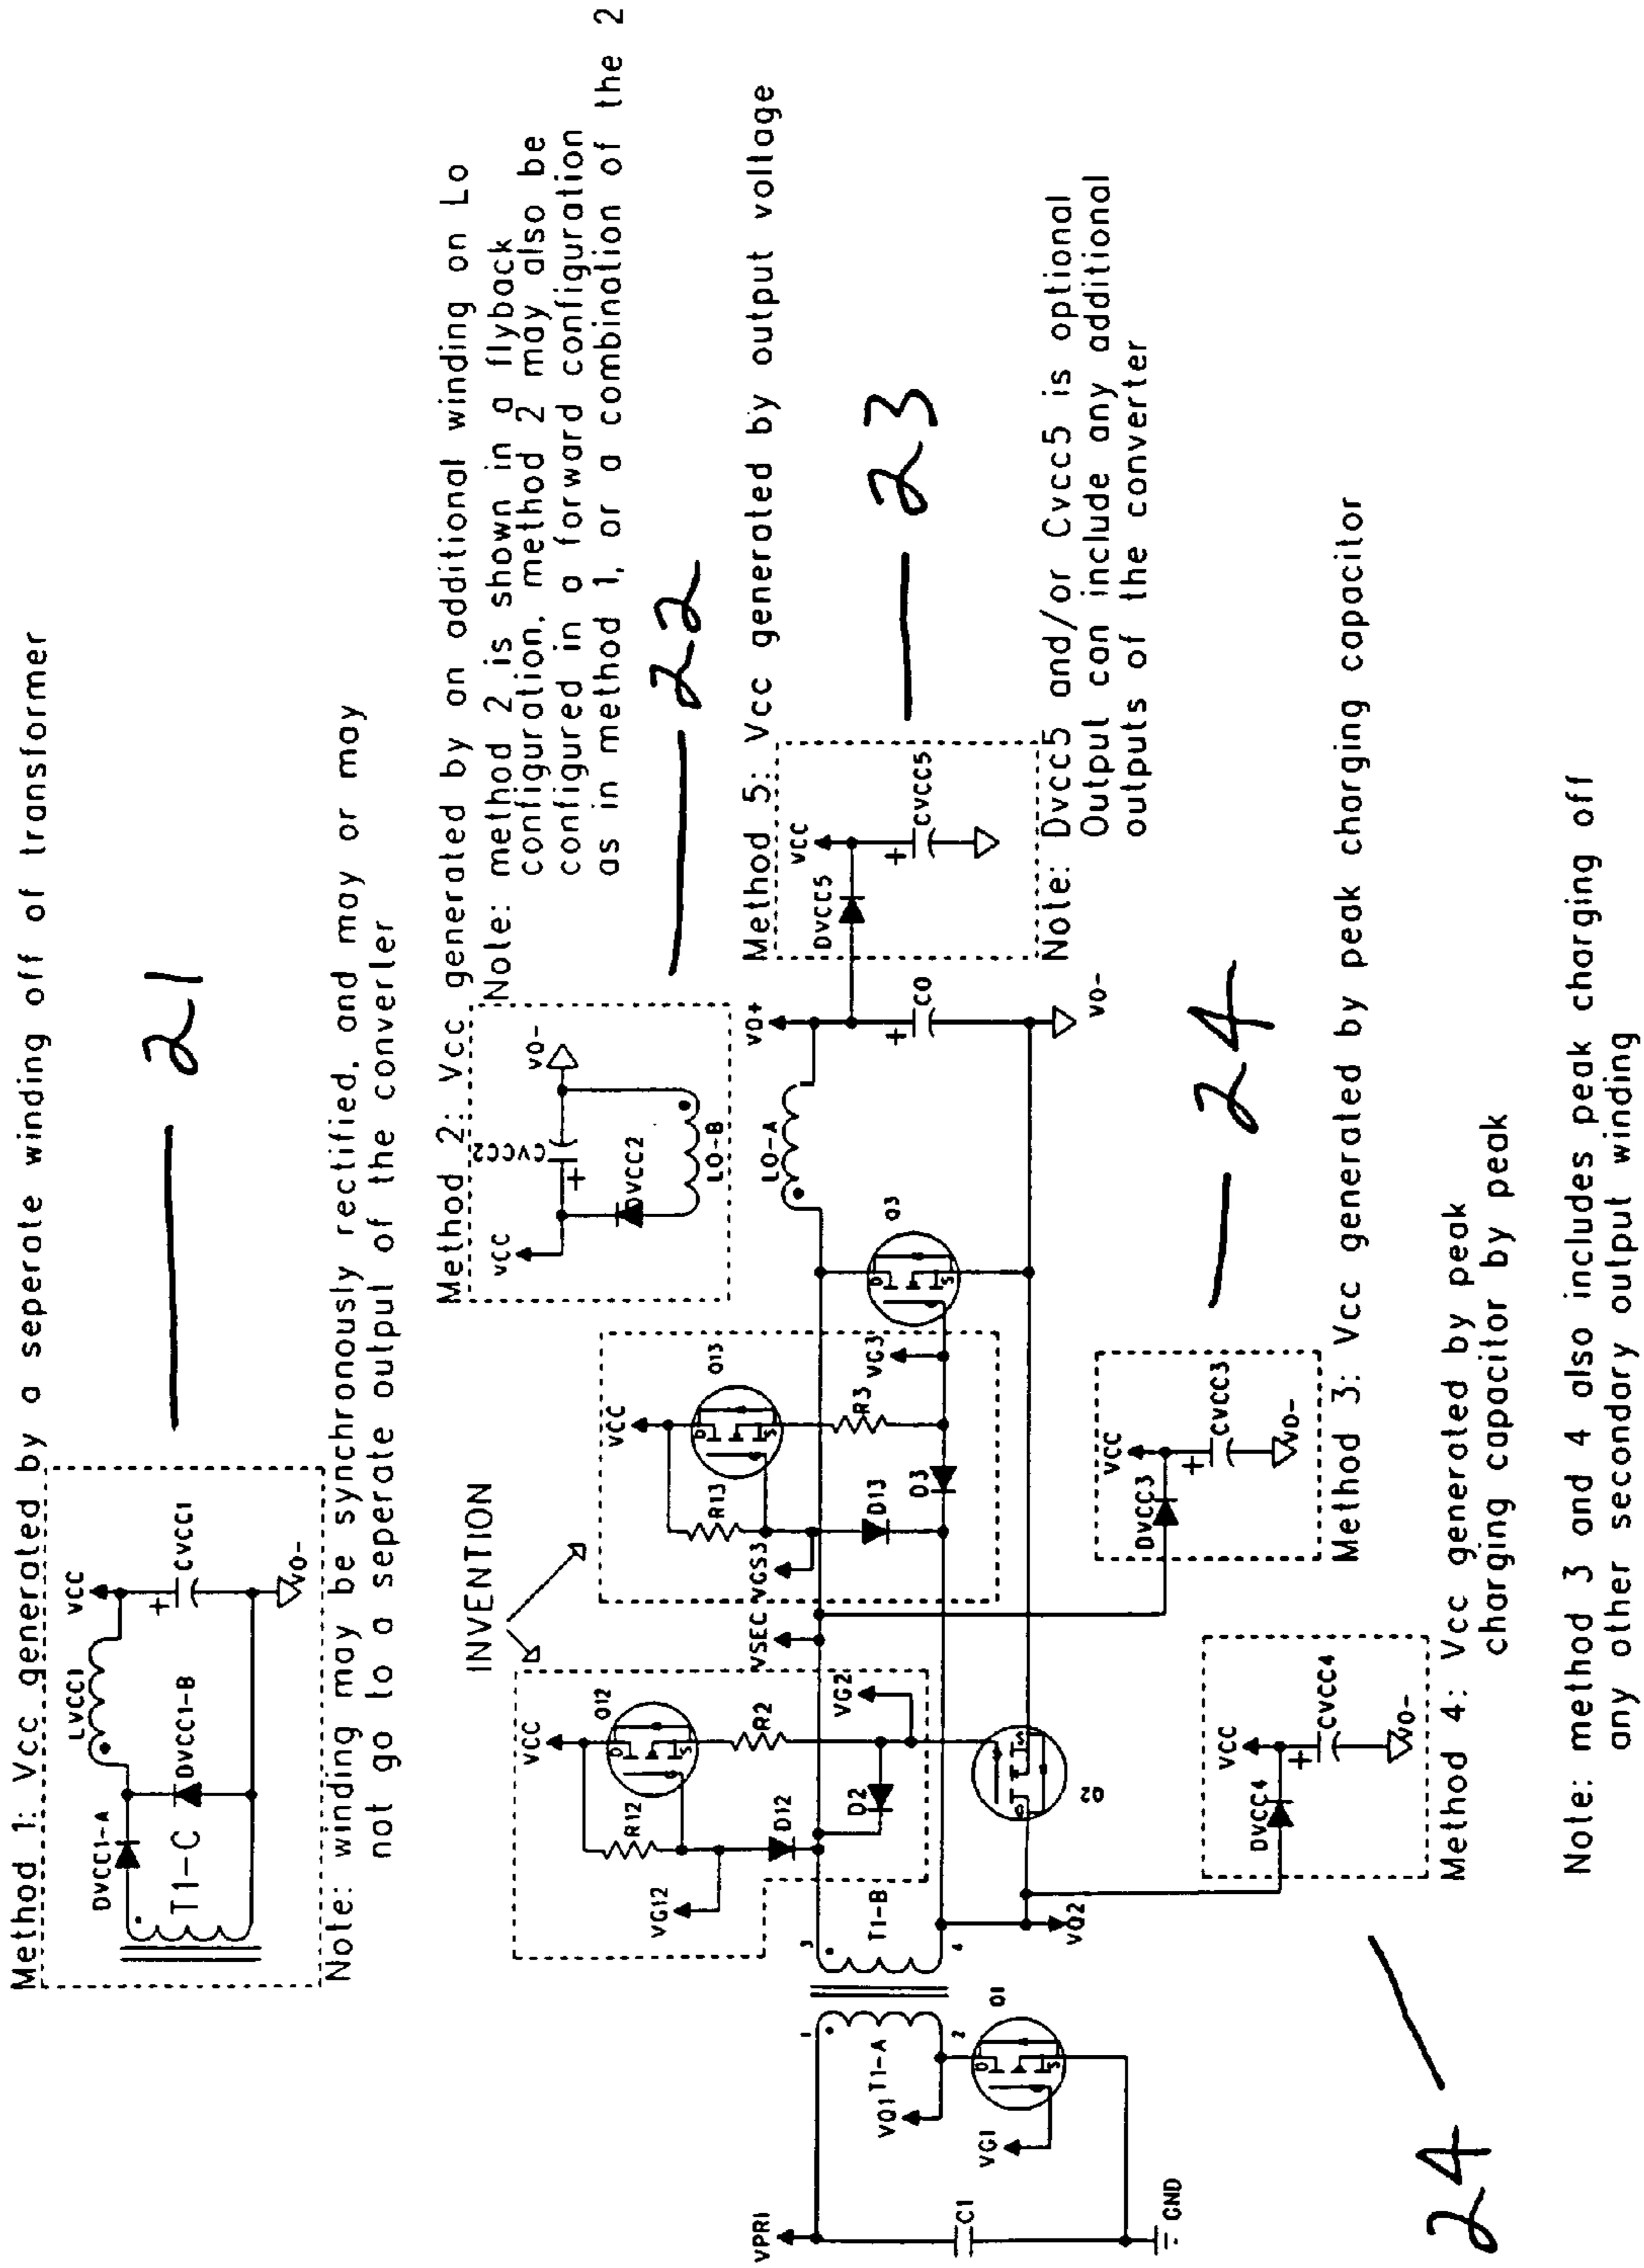 Method 1: Vcc generated by a seperate winding off of transformer
LVCC1
VCC
DVCC1-A
DVCC1-B
T1-C
+
CVCC1
VO-
21
Note: winding may be synchronously rectified, and may or may
not go to a seperate output of the converter
Method 2: Vcc generated by an additional winding on Lo
Note: method 2 is shown in a flyback
configuration, method 2 may also be
configured in a forward configuration
as in method 1, or a combination of the 2
VCC
CVCC2
+
VO-
DVCC2
LO-B
22
INVENTION
VCC
Q12
R12
VG12
D12
R2
D2
VG2
VCC
Q13
R13
VGS3
D13
R3
D3
VG3
VSEC
VPRI
C1
GND
1
T1-A
2
VQ1
VG1
Q1
D
S
3
T1-B
4
VQ2
Q2
Q3
D
S
G
LO-A
VO+
+
CO
VO-
Method 5: Vcc generated by output voltage
DVCC5
VCC
+
CVCC5
23
Note: Dvcc5 and/or Cvcc5 is optional
Output can include any additional
outputs of the converter
DVCC3
VCC
+
CVCC3
VO-
Method 3: Vcc generated by peak charging capacitor
24
DVCC4
VCC
+
CVCC4
VO-
Method 4: Vcc generated by peak
charging capacitor by peak
24
Note: method 3 and 4 also includes peak charging off
any other secondary output winding